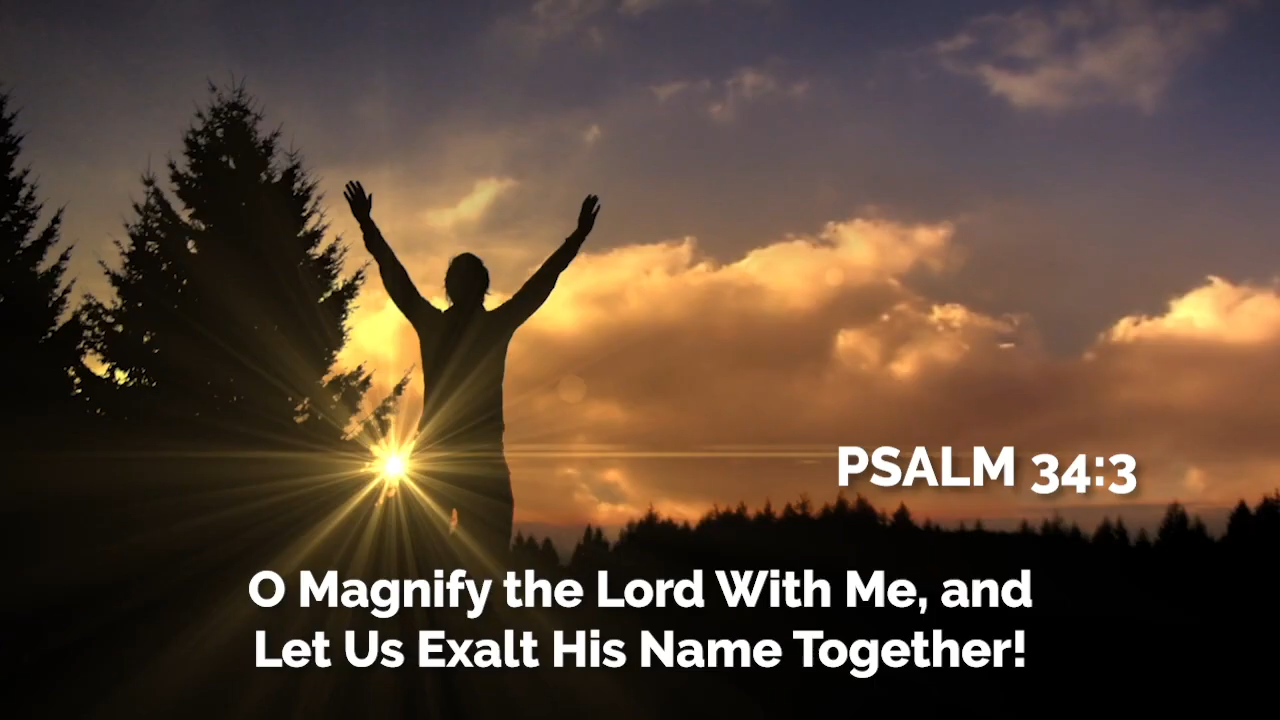 PSALM 34:3
O Magnify the Lord With Me, and
Let Us Exalt His Name Together!